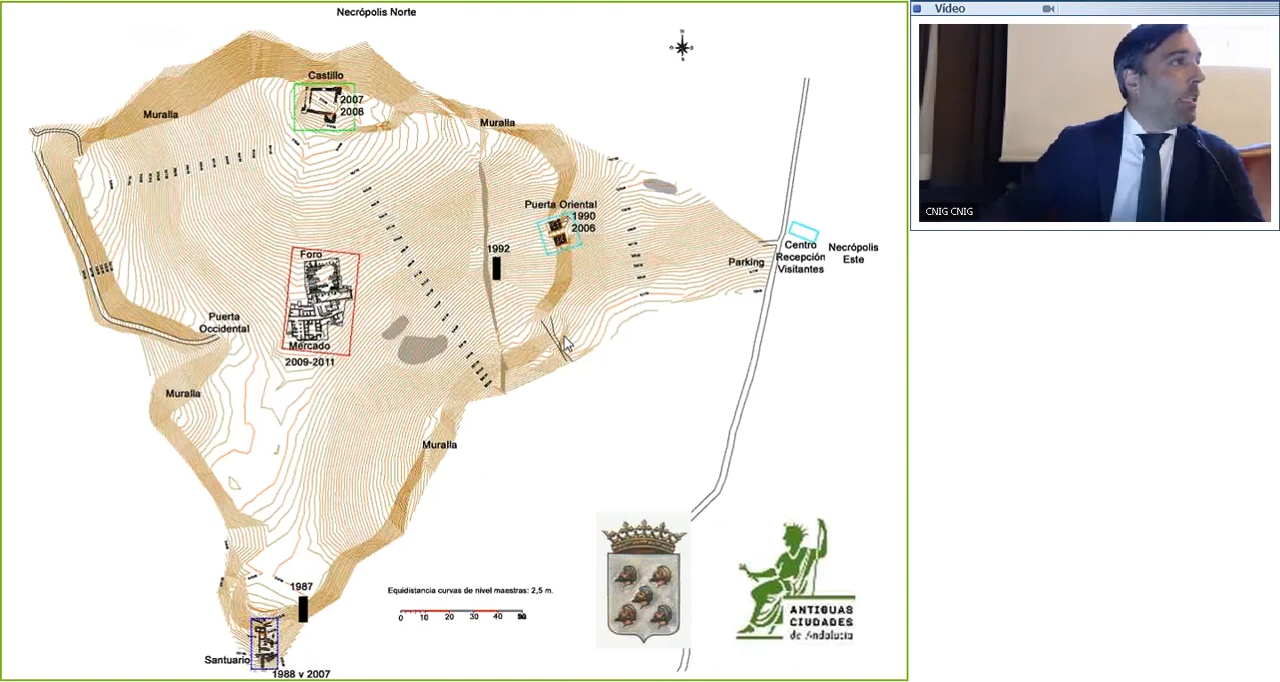 Necrópolis Norte
Vídeo
N
O
Castillo
2007
2008
Muralla
Muralla
CNIG CNIG
Puerta Oriental
1990
2006
1992
Foro
Parking
Centro
Recepción
Visitantes
Necrópolis
Este
Puerta
Occidental
Mercado
2009-2011
Muralla
Muralla
1987
Equidistancia curvas de nivel maestras: 2,5 m.
0 10 20 30 40
ANTIGUAS
CIUDADES
de Andalucía
Santuario
1988 y 2007